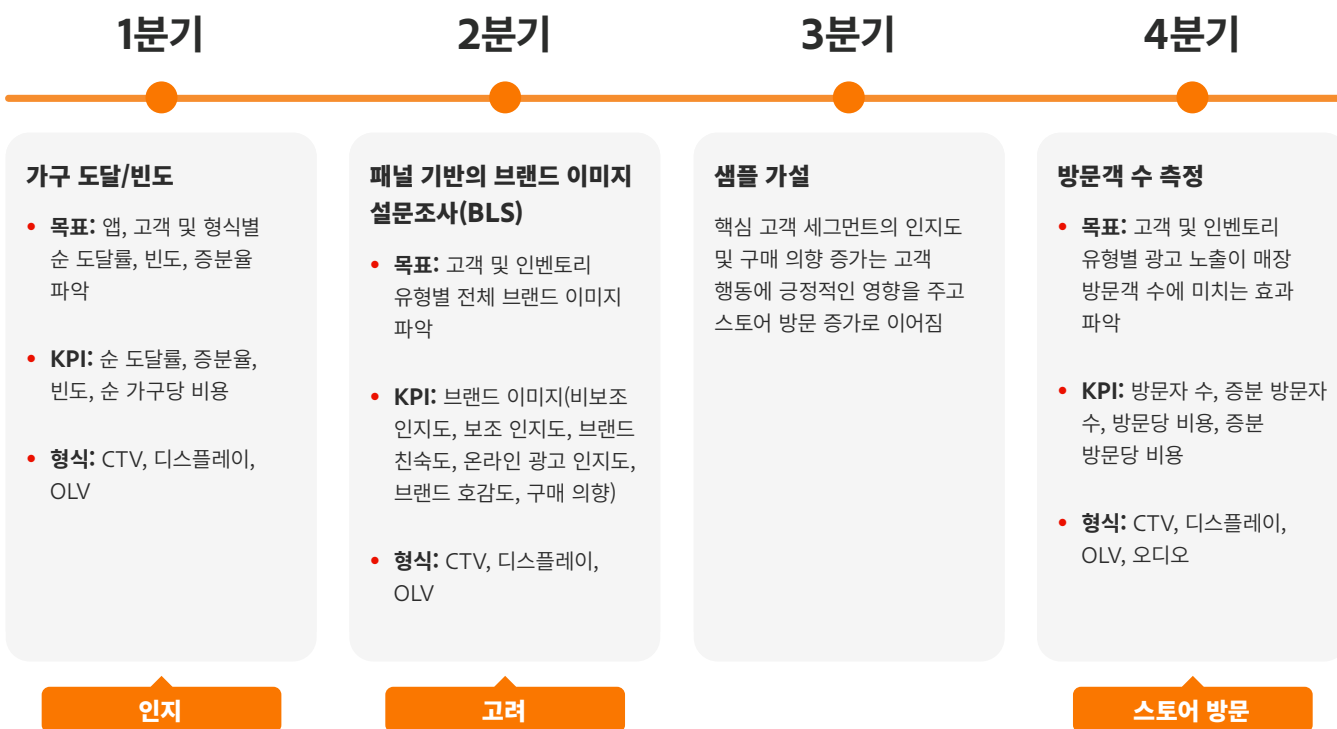 1분기
2분기
3분기
4분기
가구 도달/빈도
• 목표: 앱, 고객 및 형식별
순 도달률, 빈도, 증분율
파악
• KPI: 순 도달률, 증분율,
빈도, 순 가구당 비용
• 형식: CTV, 디스플레이,
OLV
인지
패널 기반의 브랜드 이미지
설문조사(BLS)
• 목표: 고객 및 인벤토리
유형별 전체 브랜드 이미지
파악
• KPI: 브랜드 이미지(비보조
인지도, 보조 인지도, 브랜드
친숙도, 온라인 광고 인지도,
브랜드 호감도, 구매 의향)
• 형식: CTV, 디스플레이,
OLV
고려
샘플 가설
핵심 고객 세그먼트의 인지도
및 구매 의향 증가는 고객
행동에 긍정적인 영향을 주고
스토어 방문 증가로 이어짐
방문객 수 측정
• 목표: 고객 및 인벤토리
유형별 광고 노출이 매장
방문객 수에 미치는 효과
파악
• KPI: 방문자 수, 증분 방문자
수, 방문당 비용, 증분
방문당 비용
• 형식: CTV, 디스플레이,
OLV, 오디오
스토어 방문